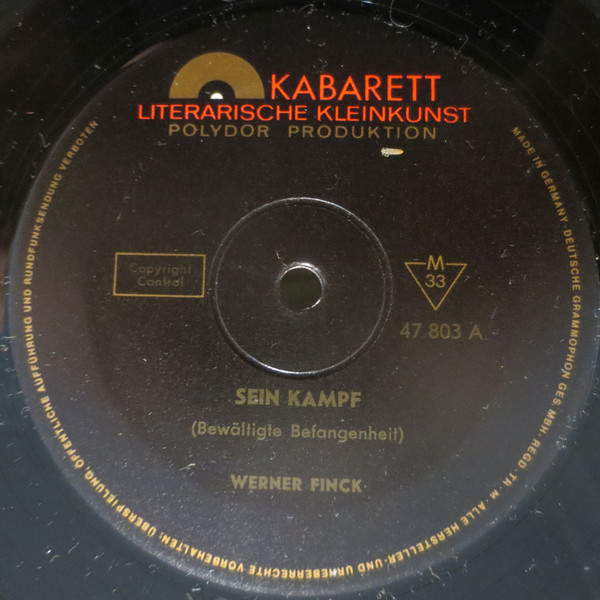 KABARETT
LITERARISCHE KLEINKUNST
POLYDOR PRODUKTION
Copyright
Control
M
33
47 803 A
SEIN KAMPF
(Bewältigte Befangenheit)
WERNER FINCK
MADE IN GERMANY · DEUTSCHE GRAMMOPHON GES MBH · REGD. TR. M. ALLE HERSTELLER- UND URHEBERRECHTE VORBEHALTEN: ÜBERSPIELUNG, ÖFFENTLICHE AUFFÜHRUNG UND RUNDFUNKSENDUNG VERBOTEN